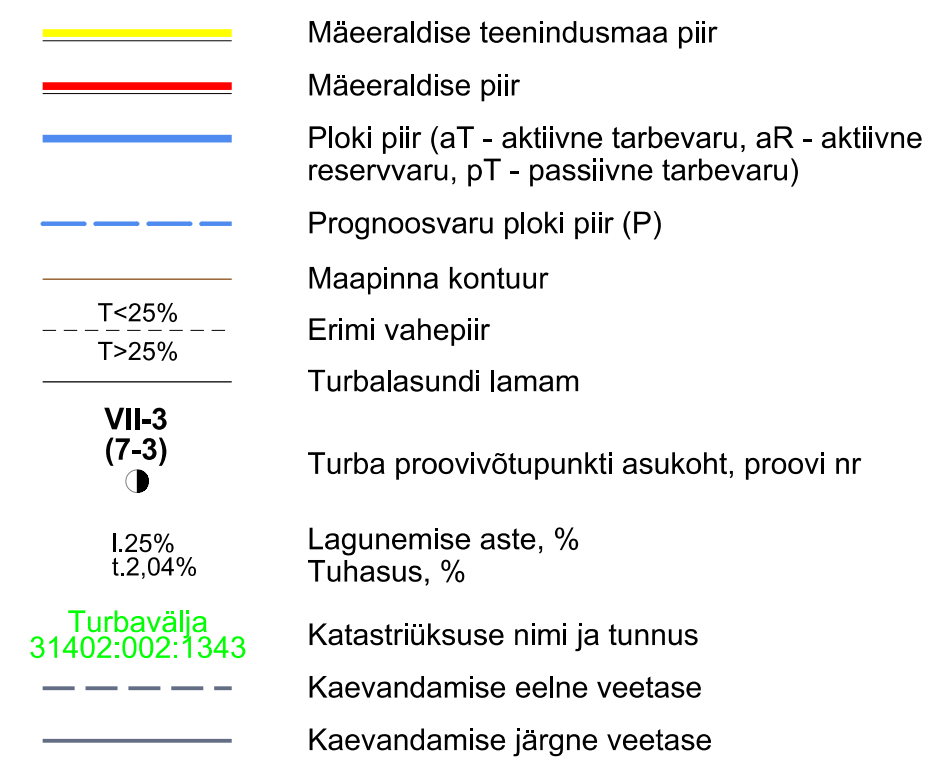 Mäeeraldise teenindusmaa piir
Mäeeraldise piir
Ploki piir (aT - aktiivne tarbevaru, aR - aktiivne
reservvaru, pT - passiivne tarbevaru)
Prognoosvaru ploki piir (P)
Maapinna kontuur
T<25%
T>25%
Erimi vahepiir
Turbalasundi lamam
VII-3
(7-3)
Turba proovivõtupunkti asukoht, proovi nr
l.25%
t.2,04%
Lagunemise aste, %
Tuhasus, %
Turbavälja
31402:002:1343
Katastriüksuse nimi ja tunnus
Kaevandamise eelne veetase
Kaevandamise järgne veetase